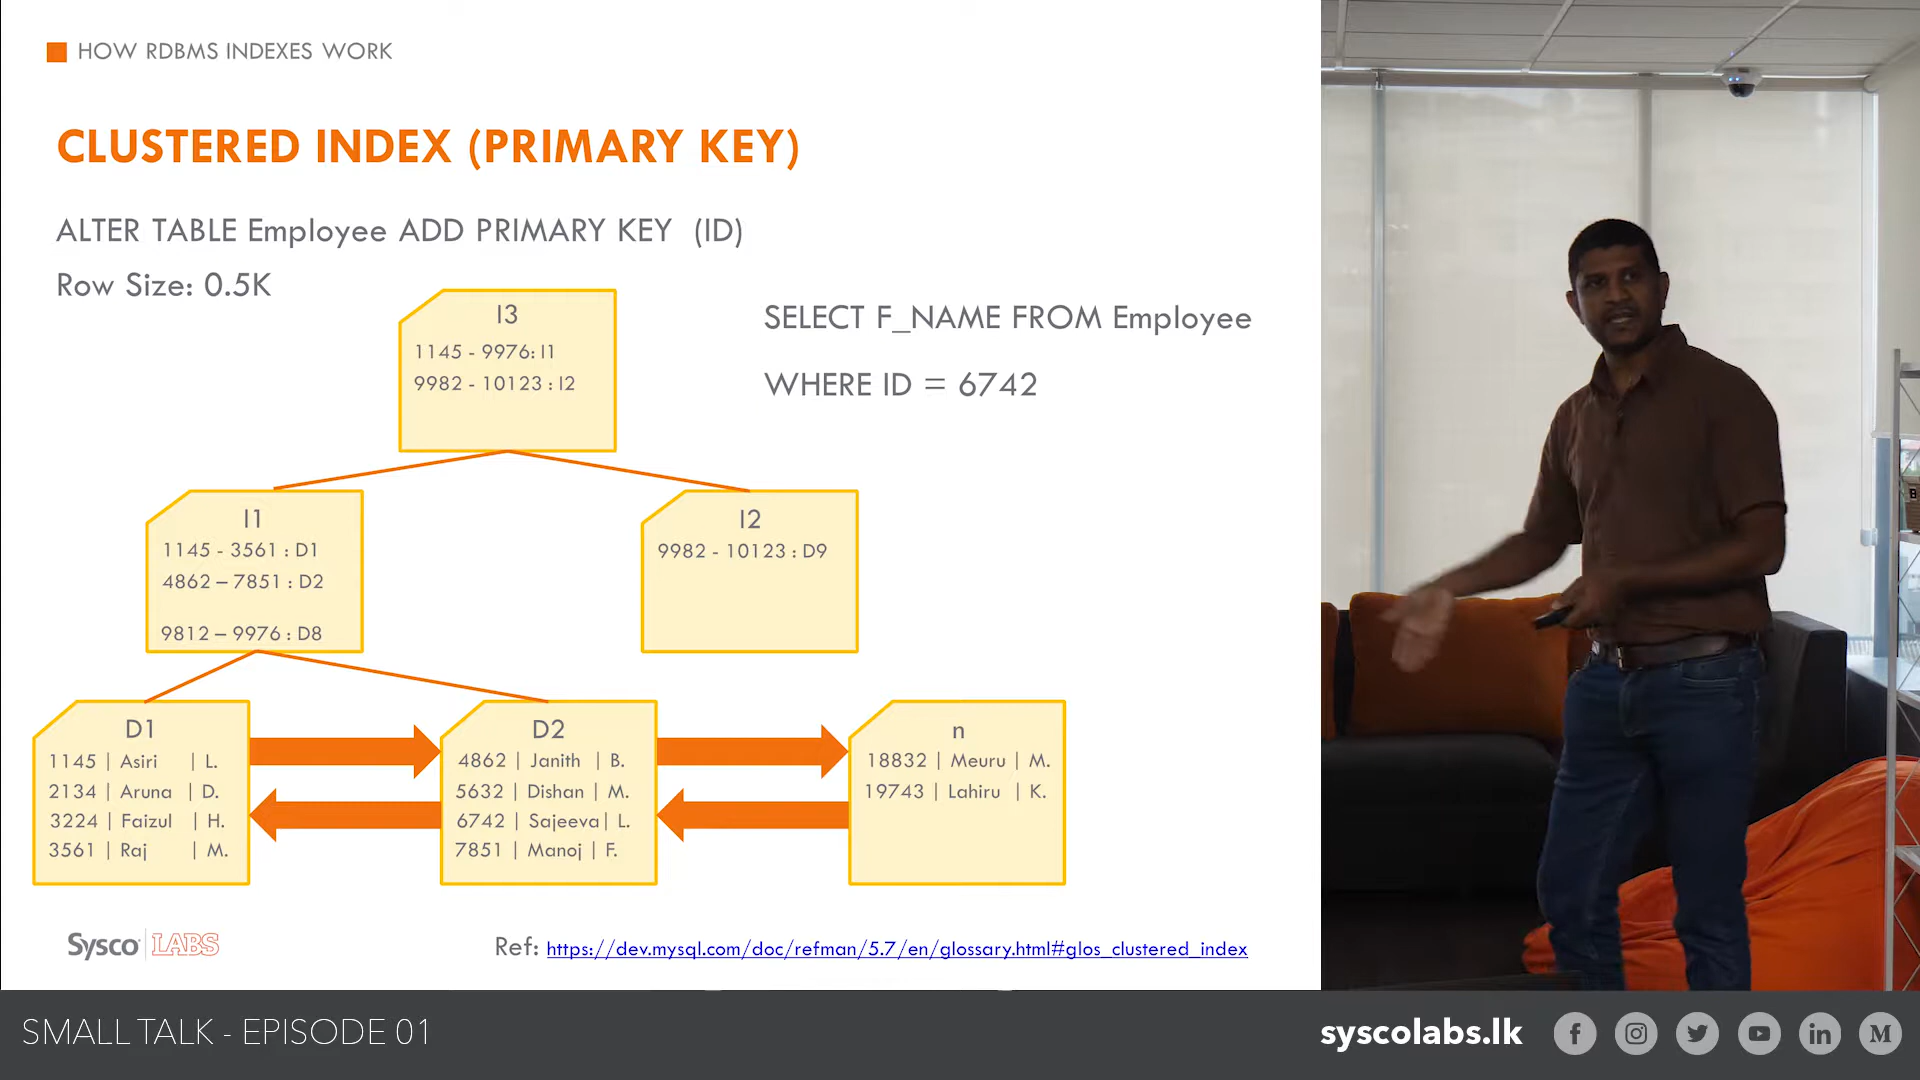 HOW RDBMS INDEXES WORK
CLUSTERED INDEX (PRIMARY KEY)
ALTER TABLE Employee ADD PRIMARY KEY (ID)
Row Size: 0.5K
SELECT F_NAME FROM Employee
WHERE ID = 6742
I3
1145 - 9976: I1
9982 - 10123 : I2
I1
1145 - 3561 : D1
4862 – 7851 : D2
9812 – 9976 : D8
I2
9982 - 10123 : D9
D1
1145 | Asiri | L.
2134 | Aruna | D.
3224 | Faizul | H.
3561 | Raj | M.
D2
4862 | Janith | B.
5632 | Dishan | M.
6742 | Sajeeva | L.
7851 | Manoj | F.
n
18832 | Meuru | M.
19743 | Lahiru | K.
Sysco LABS
Ref: https://dev.mysql.com/doc/refman/5.7/en/glossary.html#glos_clustered_index
SMALL TALK - EPISODE 01
syscolabs.lk